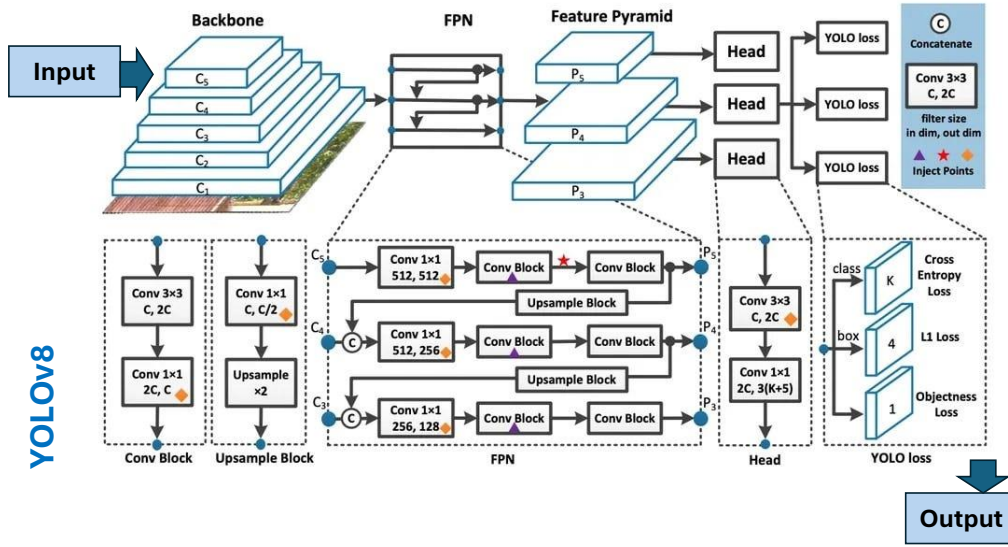 Backbone
FPN
Feature Pyramid
Input
C5
C4
C3
C2
C1
P5
P4
P3
Head
Head
Head
YOLO loss
YOLO loss
YOLO loss
C
Concatenate
Conv 3×3
C, 2C
filter size
in dim, out dim
Inject Points
YOLOv8
Conv 3×3
C, 2C
Conv 1×1
2C, C
Conv Block
Conv 1×1
C, C/2
Upsample
×2
Upsample Block
C5
Conv 1×1
512, 512
Conv Block
Conv Block
P5
Upsample Block
C4
C
Conv 1×1
512, 256
Conv Block
Conv Block
P4
Upsample Block
C3
C
Conv 1×1
256, 128
Conv Block
Conv Block
P3
FPN
Conv 3×3
C, 2C
Conv 1×1
2C, 3(K+5)
Head
class
K
Cross
Entropy
Loss
box
4
L1 Loss
1
Objectness
Loss
YOLO loss
Output